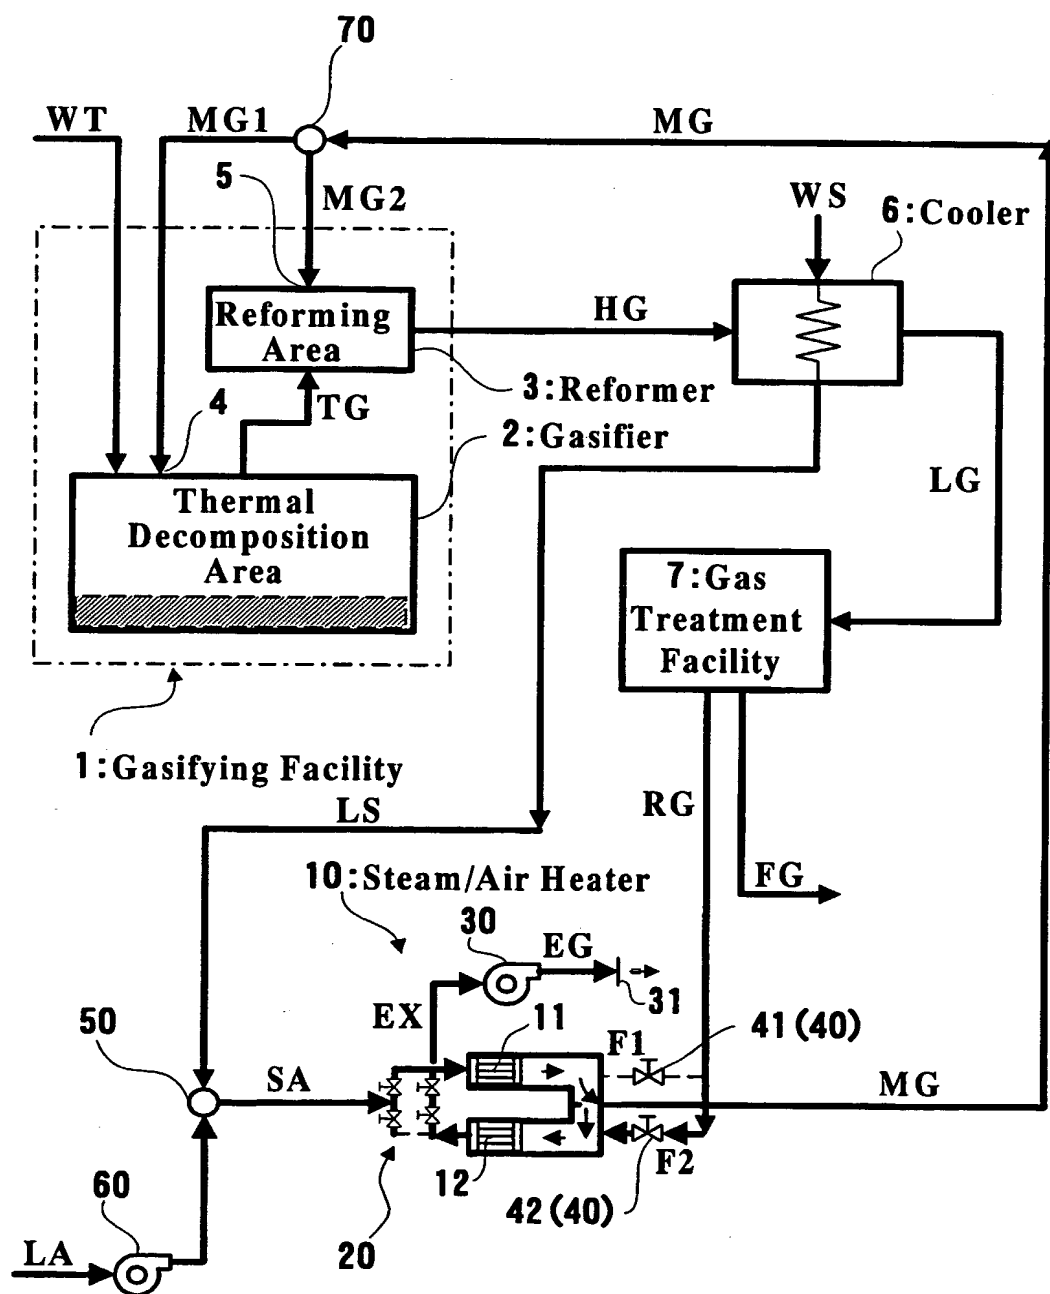 70
WT
MG1
MG
5
MG2
WS
6:Cooler
Reforming
Area
HG
3:Reformer
4
TG
2:Gasifier
LG
Thermal
Decomposition
Area
7:Gas
Treatment
Facility
1:Gasifying Facility
LS
RG
FG
10:Steam/Air Heater
30
EG
31
EX
11
F1
41(40)
50
SA
MG
12
F2
42(40)
60
20
LA